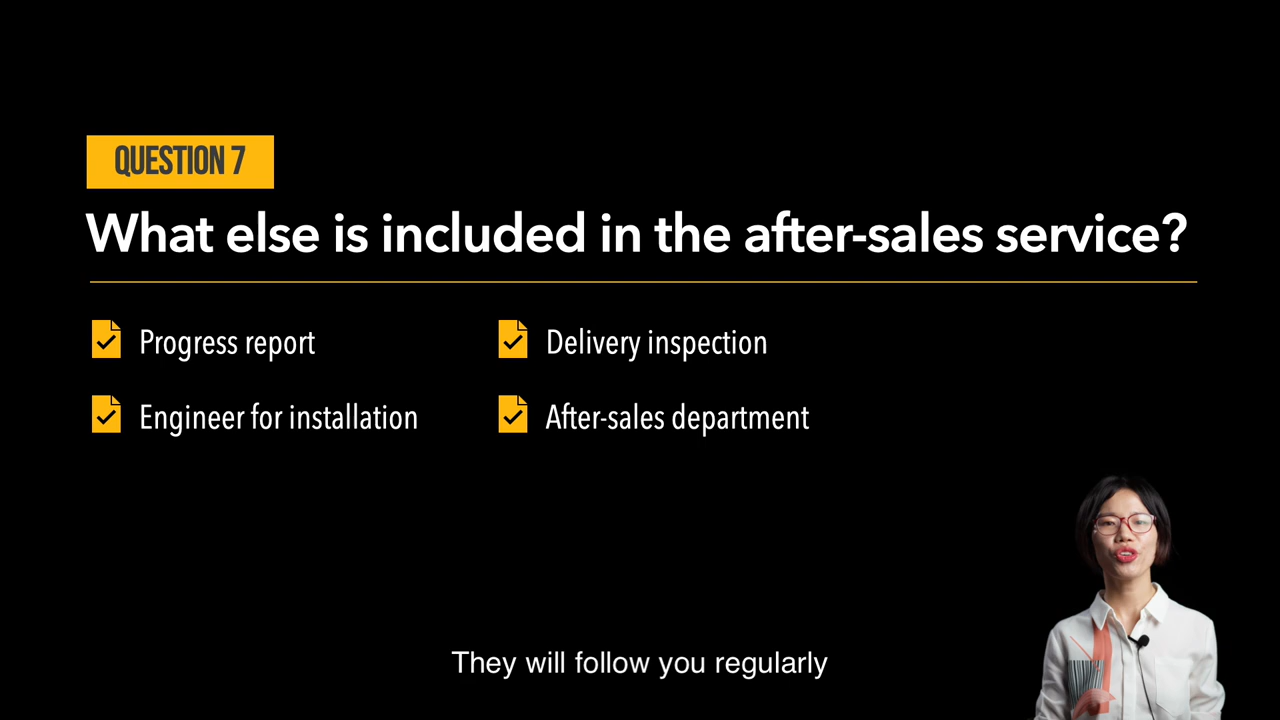 QUESTION 7
What else is included in the after-sales service?
Progress report
Delivery inspection
Engineer for installation
After-sales department
They will follow you regularly